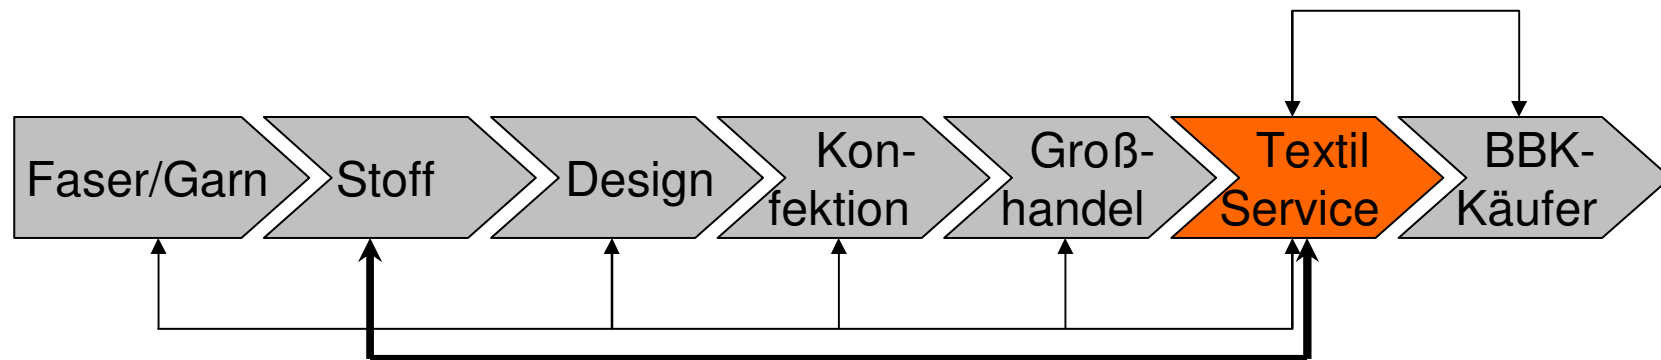 Faser/Garn
Stoff
Design
Kon-
fektion
Groß-
handel
Textil
Service
BBK-
Käufer